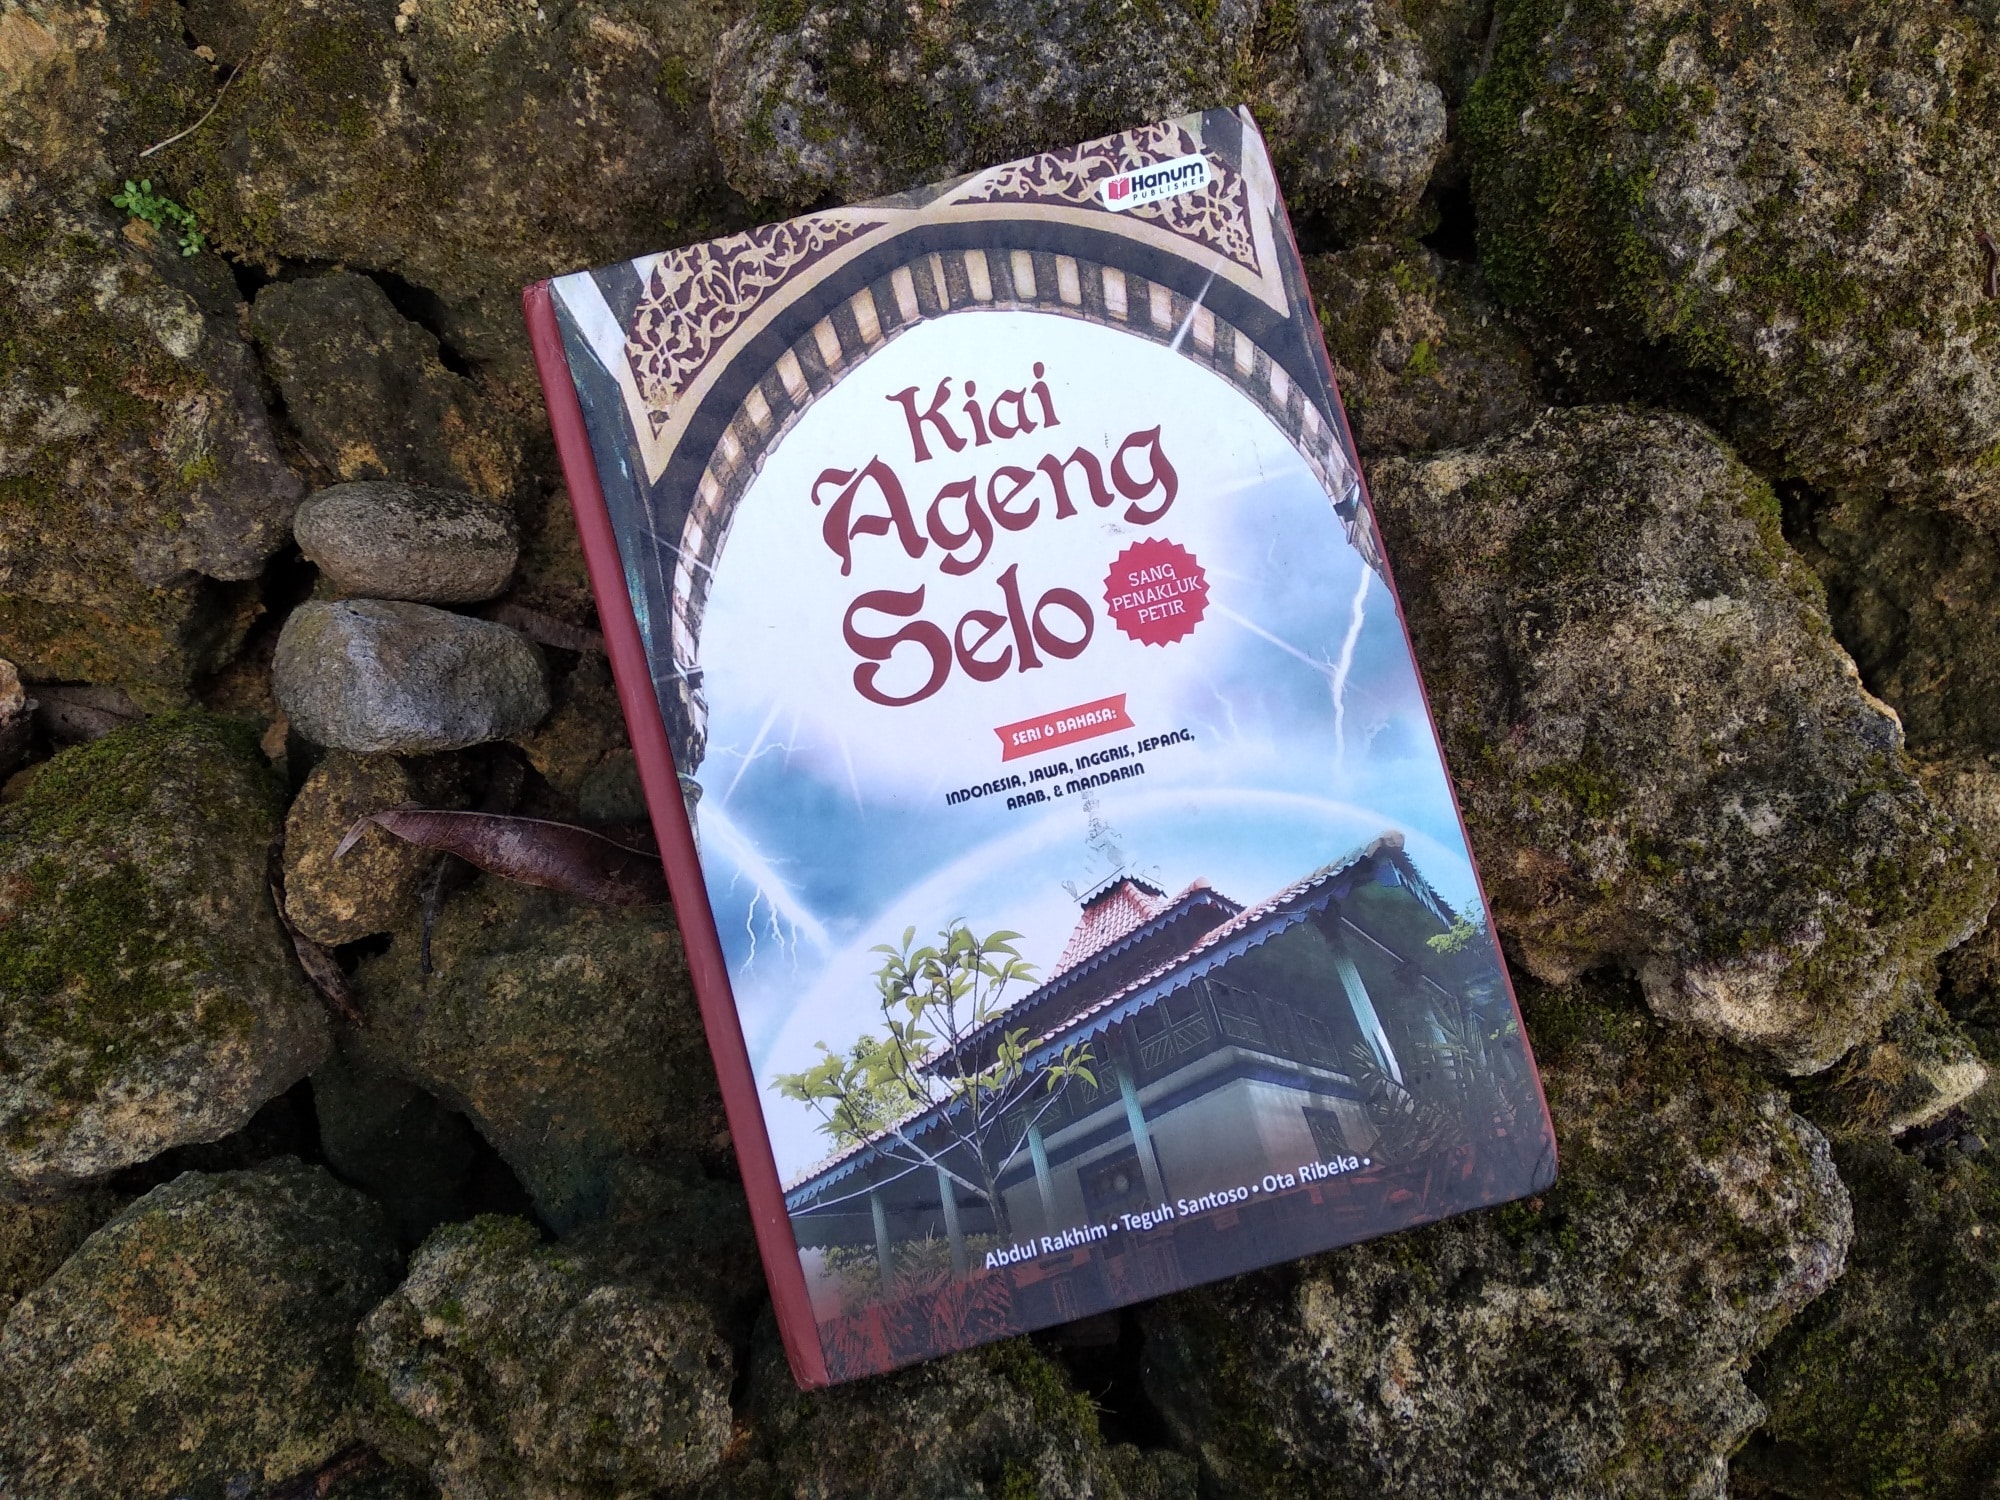 Hanum
PUBLISHER
Kiai
Ageng
Selo
SANG
PENAKLUK
PETIR
SERI 6 BAHASA:
INDONESIA, JAWA, INGGRIS, JEPANG,
ARAB, & MANDARIN
Abdul Rakhim • Teguh Santoso • Ota Ribeka •